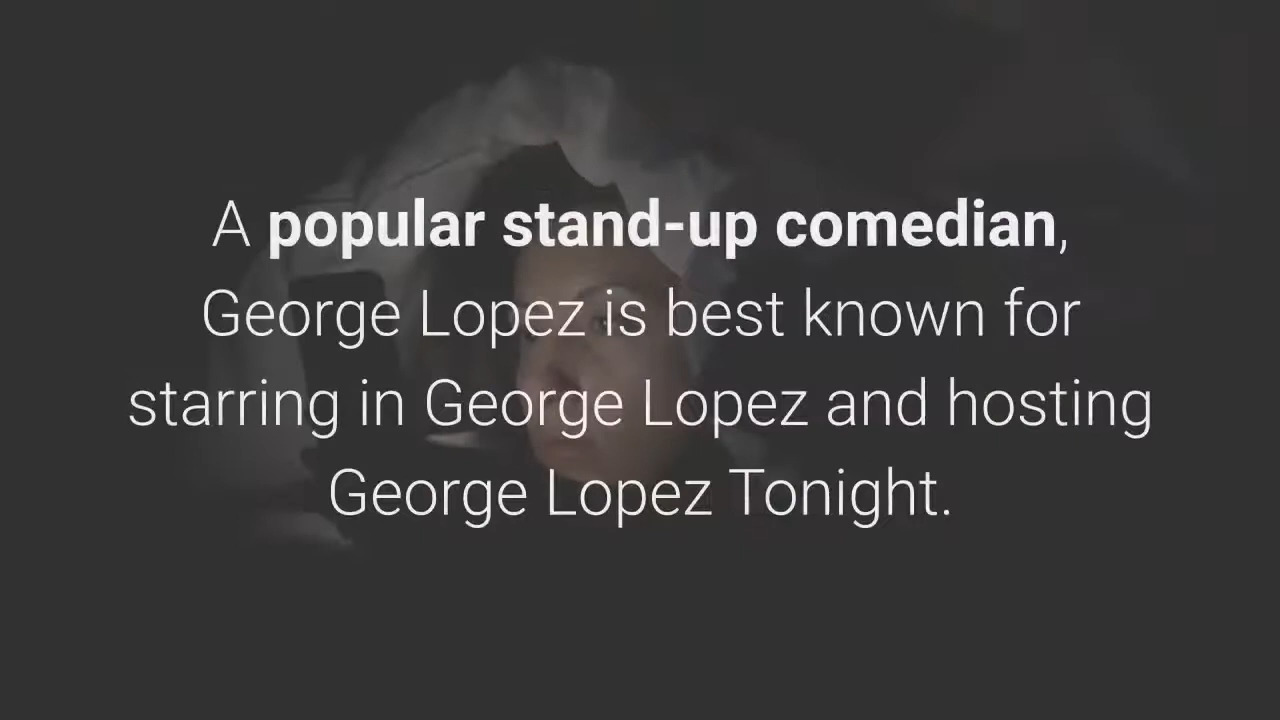 A popular stand-up comedian,
George Lopez is best known for
starring in George Lopez and hosting
George Lopez Tonight.